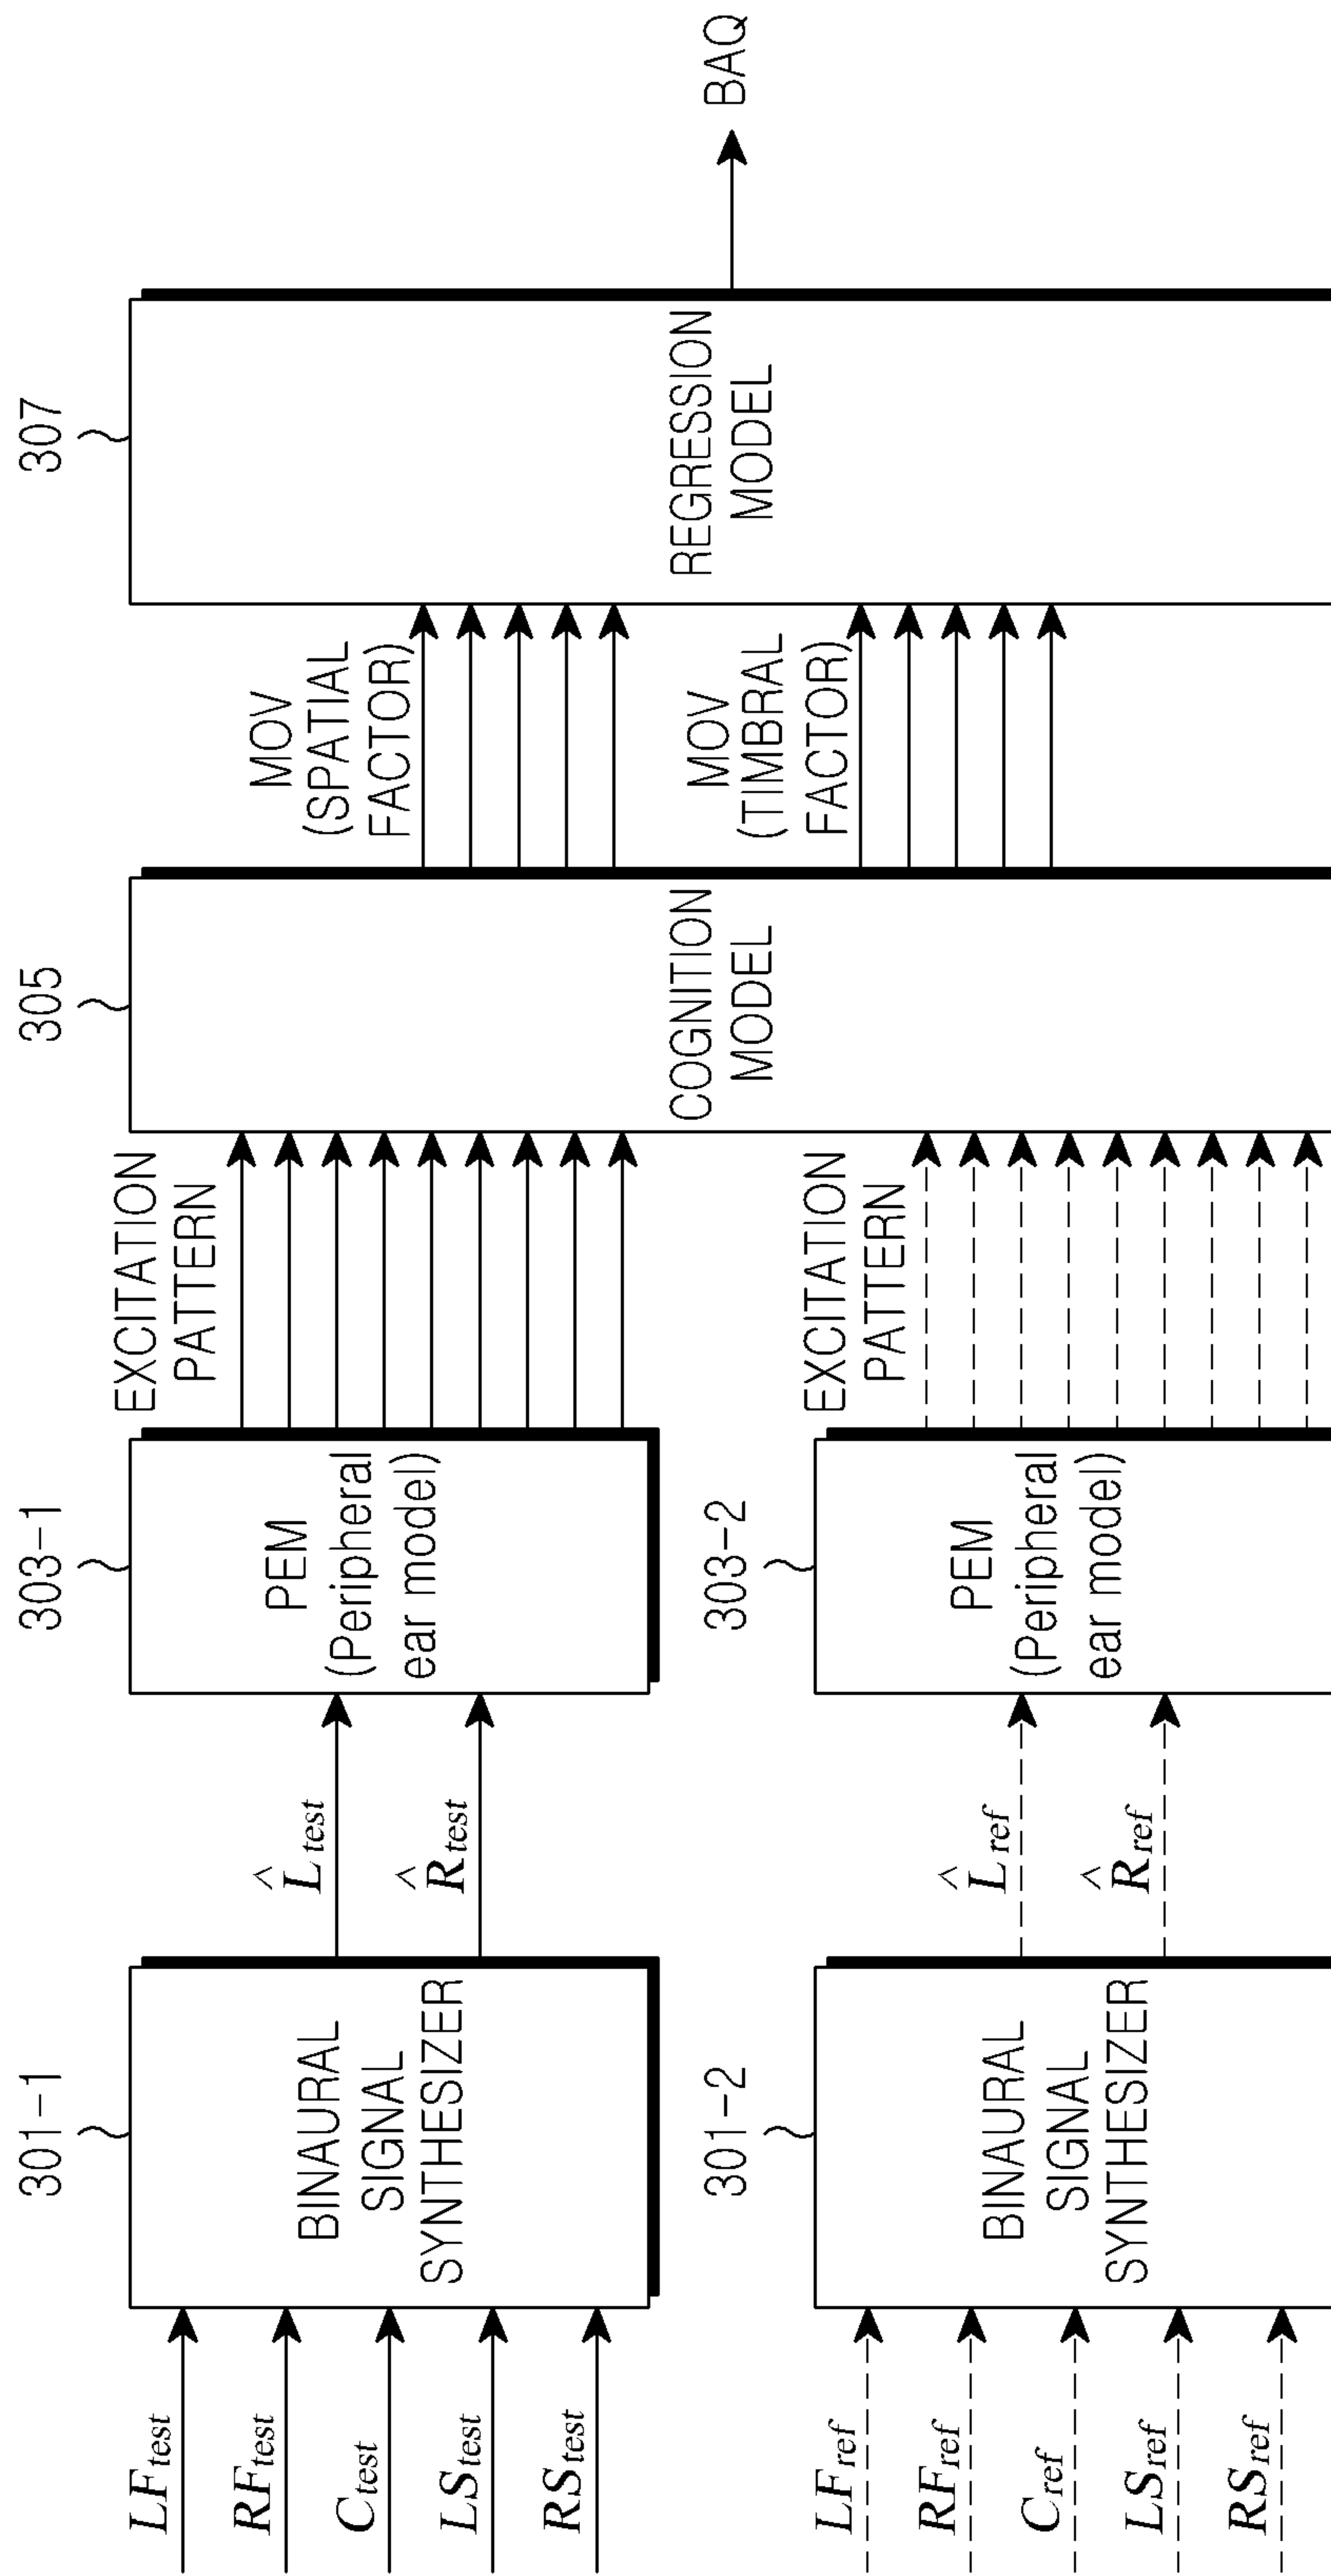 301-1
303-1
305
307
LFtest
RFtest
Ctest
LStest
RStest
BINAURAL
SIGNAL
SYNTHESIZER
L̂test
R̂test
PEM
(Peripheral
ear model)
EXCITATION
PATTERN
COGNITION
MODEL
MOV
(SPATIAL
FACTOR)
MOV
(TIMBRAL
FACTOR)
REGRESSION
MODEL
BAQ
301-2
303-2
LFref
RFref
Cref
LSref
RSref
BINAURAL
SIGNAL
SYNTHESIZER
L̂ref
R̂ref
PEM
(Peripheral
ear model)
EXCITATION
PATTERN